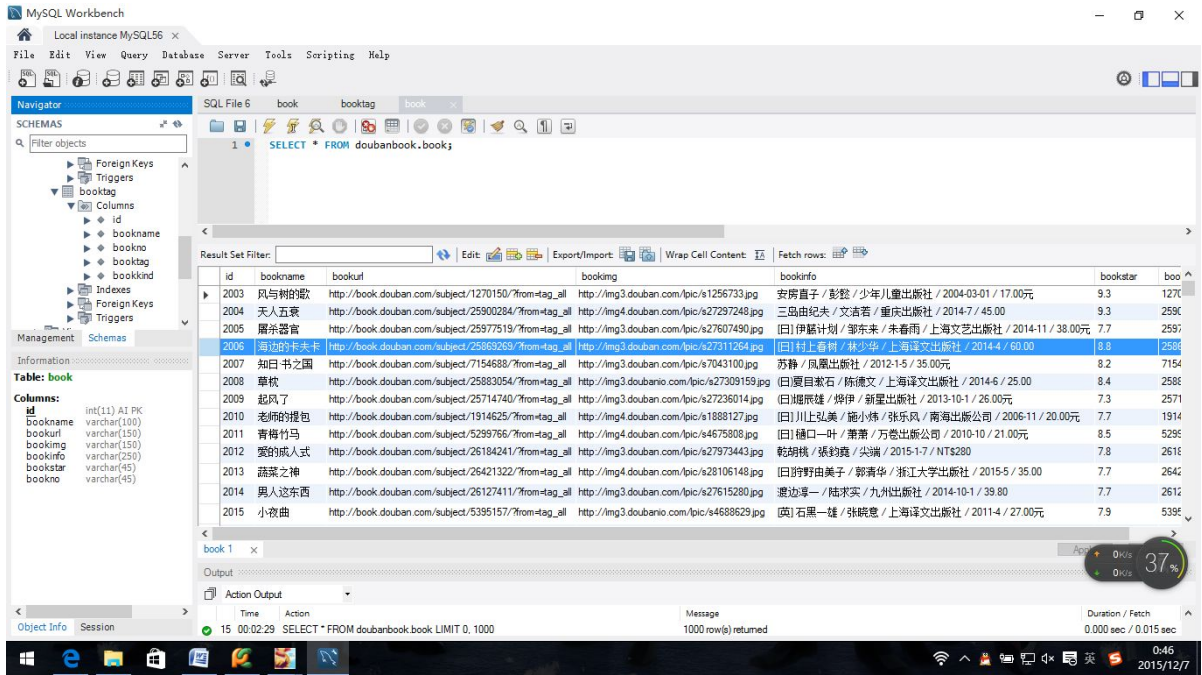 MySQL Workbench
Local instance MySQL56
File Edit View Query Database Server Tools Scripting Help
Navigator
SCHEMAS
Filter objects
Foreign Keys
Triggers
booktag
Columns
id
bookname
bookno
booktag
bookkind
Indexes
Foreign Keys
Triggers
Management Schemas
Information
Table: book
Columns:
id int(11) AI PK
bookname varchar(100)
bookurl varchar(150)
bookimg varchar(150)
bookinfo varchar(250)
bookstar varchar(45)
bookno varchar(45)
Object Info Session
SQL File 6 book booktag book
1 SELECT * FROM doubanbook.book;
Result Set Filter: Edit: Export/Import: Wrap Cell Content: Fetch rows:
id bookname bookurl bookimg bookinfo bookstar boo
2003 风与树的歌 http://book.douban.com/subject/1270150/?from=tag_all http://img3.douban.com/lpic/s1256733.jpg 安房直子 / 彭懿 / 少年儿童出版社 / 2004-03-01 / 17.00元 9.3 1270
2004 天人五衰 http://book.douban.com/subject/25900284/?from=tag_all http://img4.douban.com/lpic/s27297248.jpg 三岛由纪夫 / 文洁若 / 重庆出版社 / 2014-7 / 45.00 9.3 2590
2005 屠杀器官 http://book.douban.com/subject/25977519/?from=tag_all http://img3.douban.com/lpic/s27607490.jpg [日]伊藤计划 / 邹东来 / 朱春雨 / 上海文艺出版社 / 2014-11 / 38.00元 7.7 2597
2006 海边的卡夫卡 http://book.douban.com/subject/25869269/?from=tag_all http://img3.douban.com/lpic/s27311264.jpg [日]村上春树 / 林少华 / 上海译文出版社 / 2014-4 / 60.00 8.8 2586
2007 知日·书之国 http://book.douban.com/subject/7154688/?from=tag_all http://img3.douban.com/lpic/s7043100.jpg 苏静 / 凤凰出版社 / 2012-1-5 / 35.00元 8.2 7154
2008 草枕 http://book.douban.com/subject/25883054/?from=tag_all http://img3.doubanio.com/lpic/s27309159.jpg (日)夏目漱石 / 陈德文 / 上海译文出版社 / 2014-6 / 25.00 8.4 2588
2009 起风了 http://book.douban.com/subject/25714740/?from=tag_all http://img3.douban.com/lpic/s27236014.jpg (日)堀辰雄 / 烨伊 / 新星出版社 / 2013-10-1 / 26.00元 7.3 2571
2010 老师的提包 http://book.douban.com/subject/1914625/?from=tag_all http://img4.douban.com/lpic/s1888127.jpg [日]川上弘美 / 施小炜 / 张乐风 / 南海出版公司 / 2006-11 / 20.00元 7.7 1914
2011 青梅竹马 http://book.douban.com/subject/5299766/?from=tag_all http://img4.douban.com/lpic/s4675808.jpg [日]樋口一叶 / 萧萧 / 万卷出版公司 / 2010-10 / 21.00元 8.5 5299
2012 愛的成人式 http://book.douban.com/subject/26184241/?from=tag_all http://img3.douban.com/lpic/s27973443.jpg 乾胡桃 / 張鈞堯 / 尖端 / 2015-1-7 / NT$280 7.8 2618
2013 蔬菜之神 http://book.douban.com/subject/26421322/?from=tag_all http://img3.douban.com/lpic/s28106148.jpg [日]狩野由美子 / 郭清华 / 浙江大学出版社 / 2015-5 / 35.00 7.7 2642
2014 男人这东西 http://book.douban.com/subject/26127411/?from=tag_all http://img3.douban.com/lpic/s27615280.jpg 渡边淳一 / 陆求实 / 九州出版社 / 2014-10-1 / 39.80 7.7 2612
2015 小夜曲 http://book.douban.com/subject/5395157/?from=tag_all http://img3.doubanio.com/lpic/s4688629.jpg [英]石黑一雄 / 张晓意 / 上海译文出版社 / 2011-4 / 27.00元 7.9 5395
book 1
0K/s
0K/s
37%
Output
Action Output
Time Action Message Duration / Fetch
15 00:02:29 SELECT * FROM doubanbook.book LIMIT 0, 1000 1000 row(s) returned 0.000 sec / 0.015 sec
英 0:46
2015/12/7